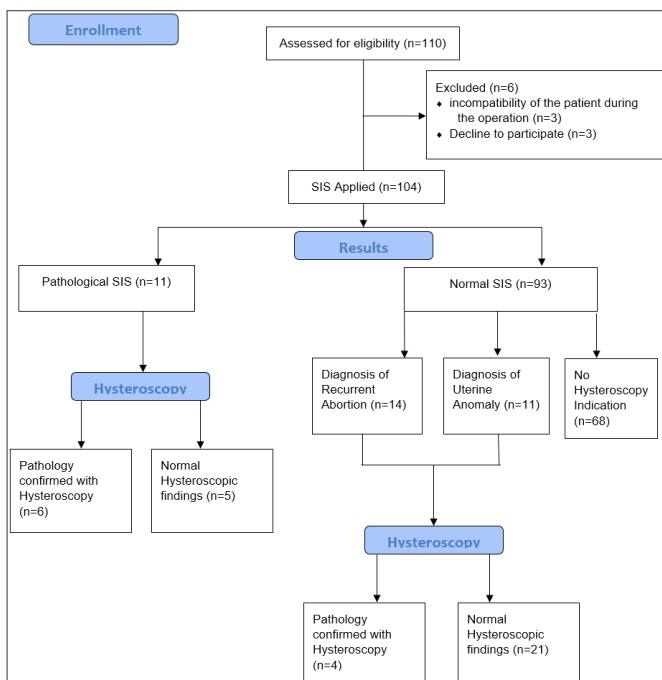 Enrollment
Assessed for eligibility (n=110)
Excluded (n=6)
♦ incompatibility of the patient during
the operation (n=3)
♦ Decline to participate (n=3)
SIS Applied (n=104)
Results
Pathological SIS (n=11)
Normal SIS (n=93)
Hysteroscopy
Diagnosis of
Recurrent
Abortion (n=14)
Diagnosis of
Uterine
Anomaly (n=11)
No
Hysteroscopy
Indication
(n=68)
Pathology
confirmed with
Hysteroscopy
(n=6)
Normal
Hysteroscopic
findings (n=5)
Hysteroscopy
Pathology
confirmed with
Hysteroscopy
(n=4)
Normal
Hysteroscopic
findings (n=21)